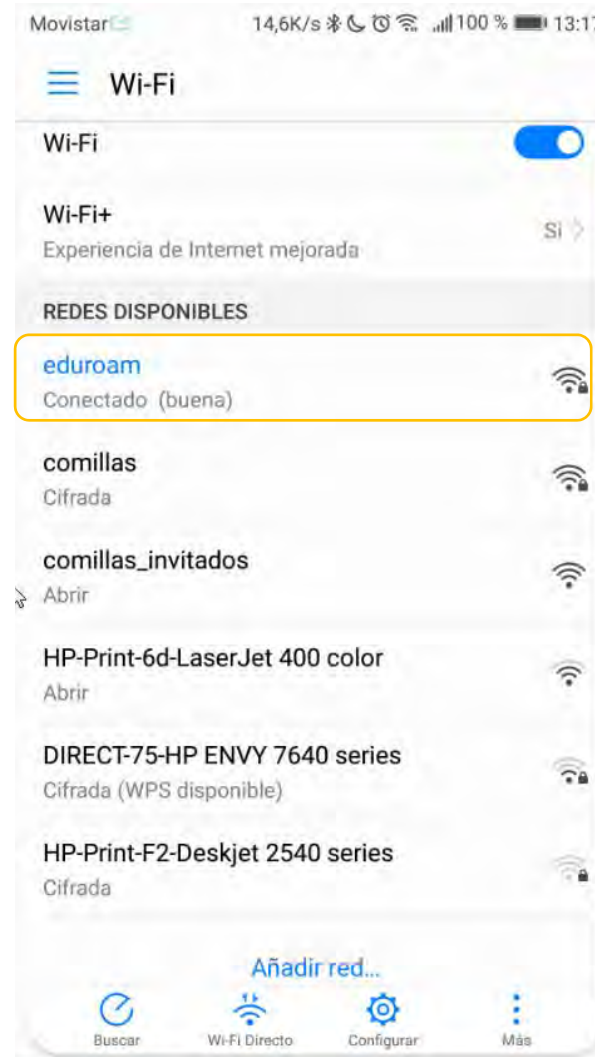 Movistar 14,6K/s 100 % 13:17
Wi-Fi
Wi-Fi
Wi-Fi+
Si
Experiencia de Internet mejorada
REDES DISPONIBLES
eduroam
Conectado (buena)
comillas
Cifrada
comillas_invitados
Abrir
HP-Print-6d-LaserJet 400 color
Abrir
DIRECT-75-HP ENVY 7640 series
Cifrada (WPS disponible)
HP-Print-F2-Deskjet 2540 series
Cifrada
Añadir red...
Buscar Wi-Fi Directo Configurar Más